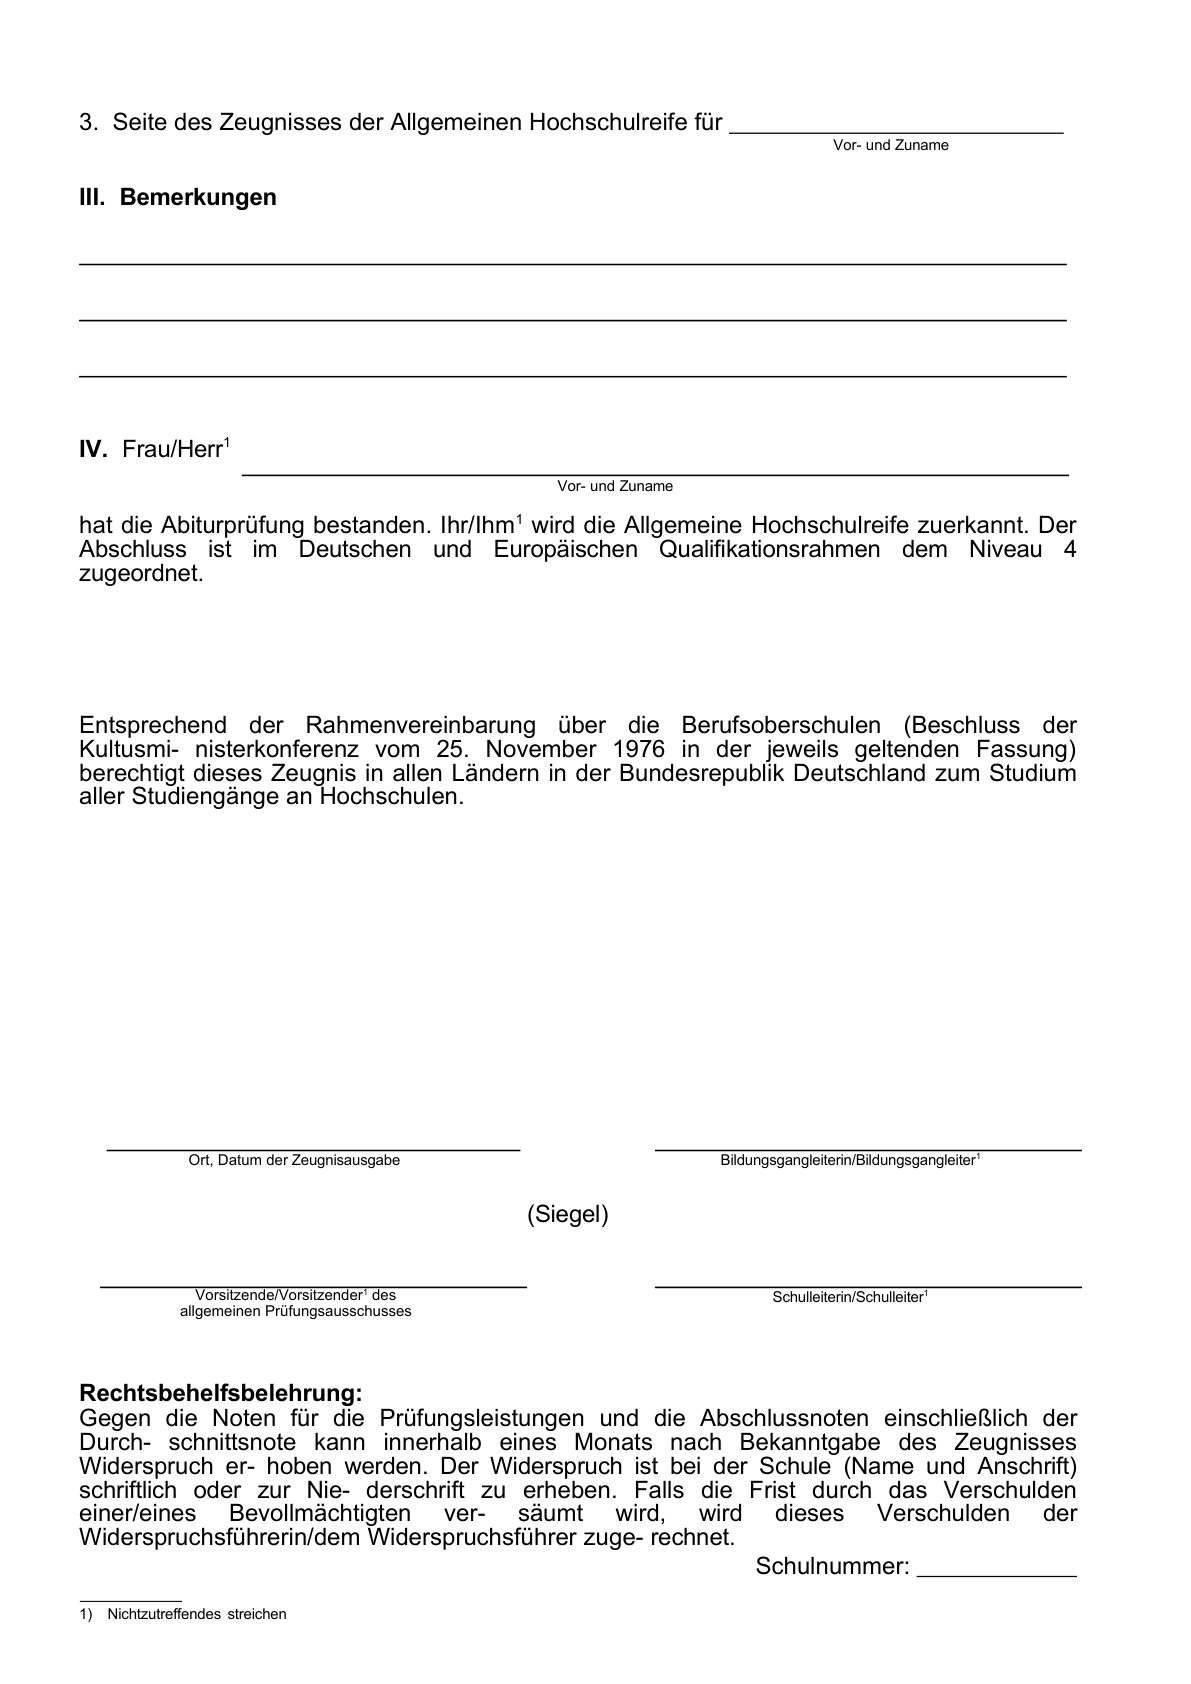 3. Seite des Zeugnisses der Allgemeinen Hochschulreife für
Vor- und Zuname
III. Bemerkungen
IV. Frau/Herr¹
Vor- und Zuname
hat die Abiturprüfung bestanden. Ihr/Ihm¹ wird die Allgemeine Hochschulreife zuerkannt. Der
Abschluss ist im Deutschen und Europäischen Qualifikationsrahmen dem Niveau 4
zugeordnet.
Entsprechend der Rahmenvereinbarung über die Berufsoberschulen (Beschluss der
Kultusmi- nisterkonferenz vom 25. November 1976 in der jeweils geltenden Fassung)
berechtigt dieses Zeugnis in allen Ländern in der Bundesrepublik Deutschland zum Studium
aller Studiengänge an Hochschulen.
Ort, Datum der Zeugnisausgabe
Bildungsgangleiterin/Bildungsgangleiter¹
(Siegel)
Vorsitzende/Vorsitzender¹ des
allgemeinen Prüfungsausschusses
Schulleiterin/Schulleiter¹
Rechtsbehelfsbelehrung:
Gegen die Noten für die Prüfungsleistungen und die Abschlussnoten einschließlich der
Durch- schnittsnote kann innerhalb eines Monats nach Bekanntgabe des Zeugnisses
Widerspruch er- hoben werden. Der Widerspruch ist bei der Schule (Name und Anschrift)
schriftlich oder zur Nie- derschrift zu erheben. Falls die Frist durch das Verschulden
einer/eines Bevollmächtigten ver- säumt wird, wird dieses Verschulden der
Widerspruchsführerin/dem Widerspruchsführer zuge- rechnet.
Schulnummer:
1) Nichtzutreffendes streichen